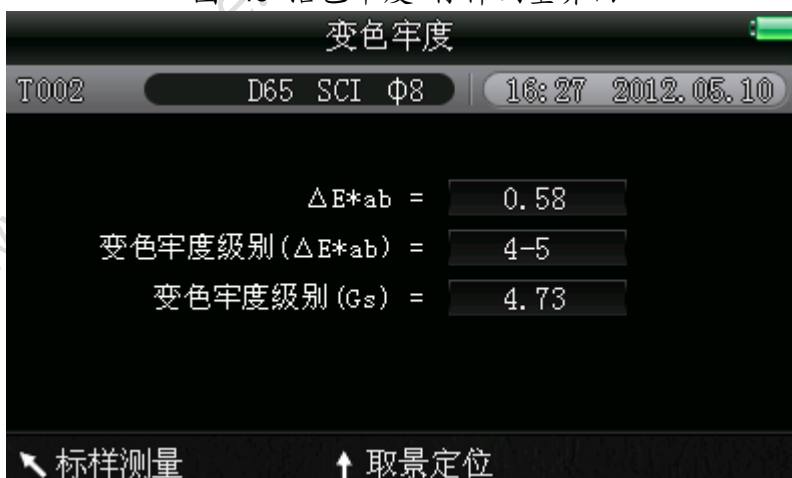 变色牢度
T002 D65 SCI Φ8 16:27 2012.05.10
△E*ab = 0.58
变色牢度级别(△E*ab) = 4-5
变色牢度级别(Gs) = 4.73
标样测量 取景定位